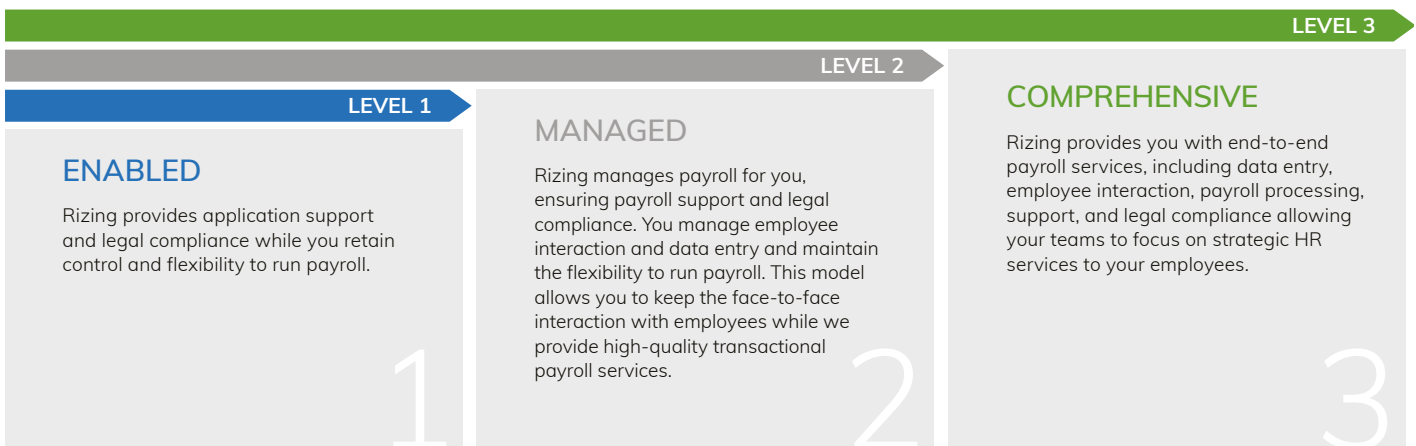 LEVEL 3
LEVEL 2
LEVEL 1
ENABLED
Rizing provides application support
and legal compliance while you retain
control and flexibility to run payroll.
1
MANAGED
Rizing manages payroll for you,
ensuring payroll support and legal
compliance. You manage employee
interaction and data entry and maintain
the flexibility to run payroll. This model
allows you to keep the face-to-face
interaction with employees while we
provide high-quality transactional
payroll services.
2
COMPREHENSIVE
Rizing provides you with end-to-end
payroll services, including data entry,
employee interaction, payroll processing,
support, and legal compliance allowing
your teams to focus on strategic HR
services to your employees.
3